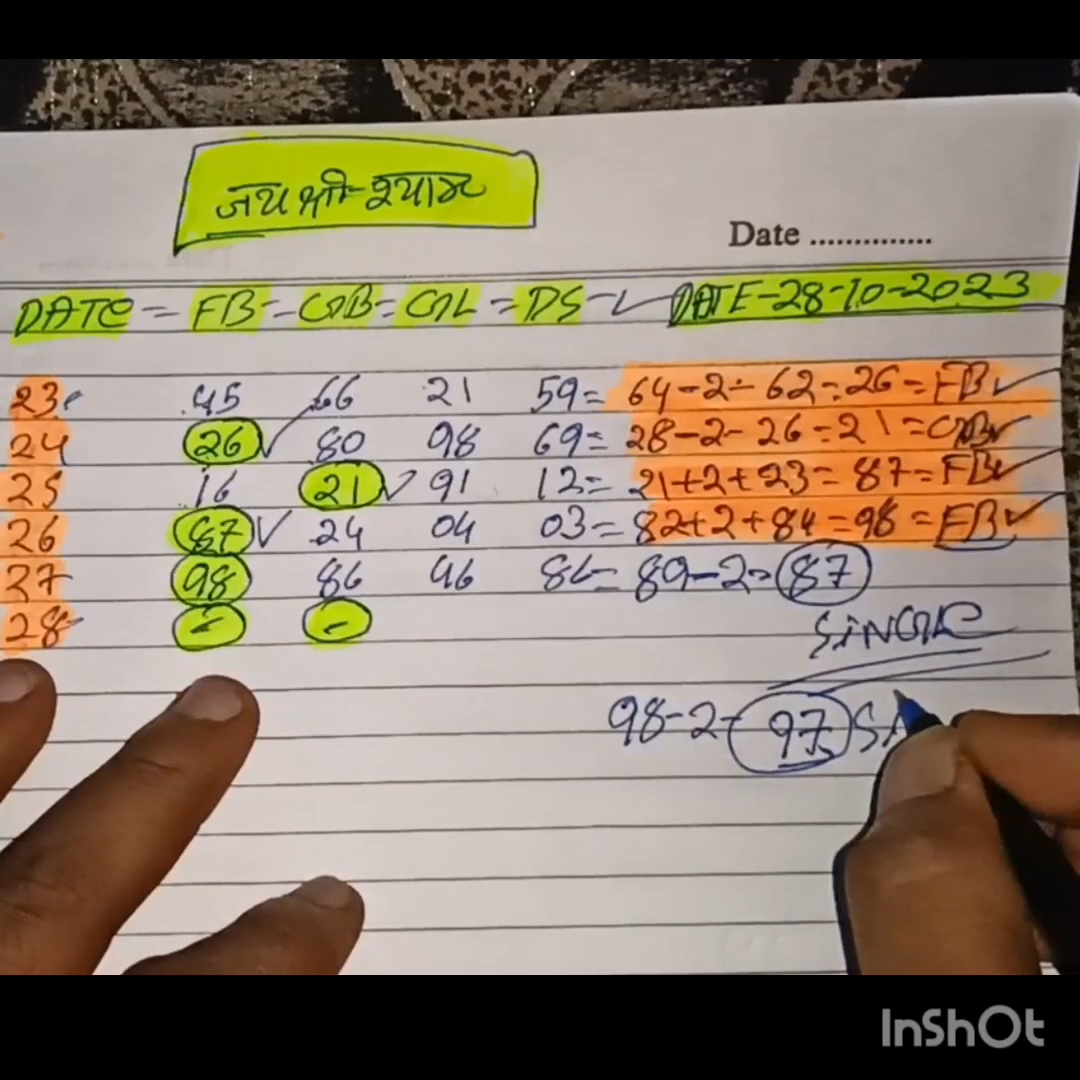 जय श्री श्याम
Date ..............
DATE = FB = GZB = GL = DS - ✓ DATE-28-10-2023
23 45 66 21 59 = 64-2- 62 = 26 = FB✓
24 26✓ 80 98 69 = 28-2- 26 = 21 = GZB✓
25 16 21✓ 91 12 = 21+2+23 = 87 = FB✓
26 87✓ 24 04 03 = 82+2+84 = 98 = FB✓
27 98 86 46 86 = 89-2= 87
28
SINGLE
98-2- 97
InShOt